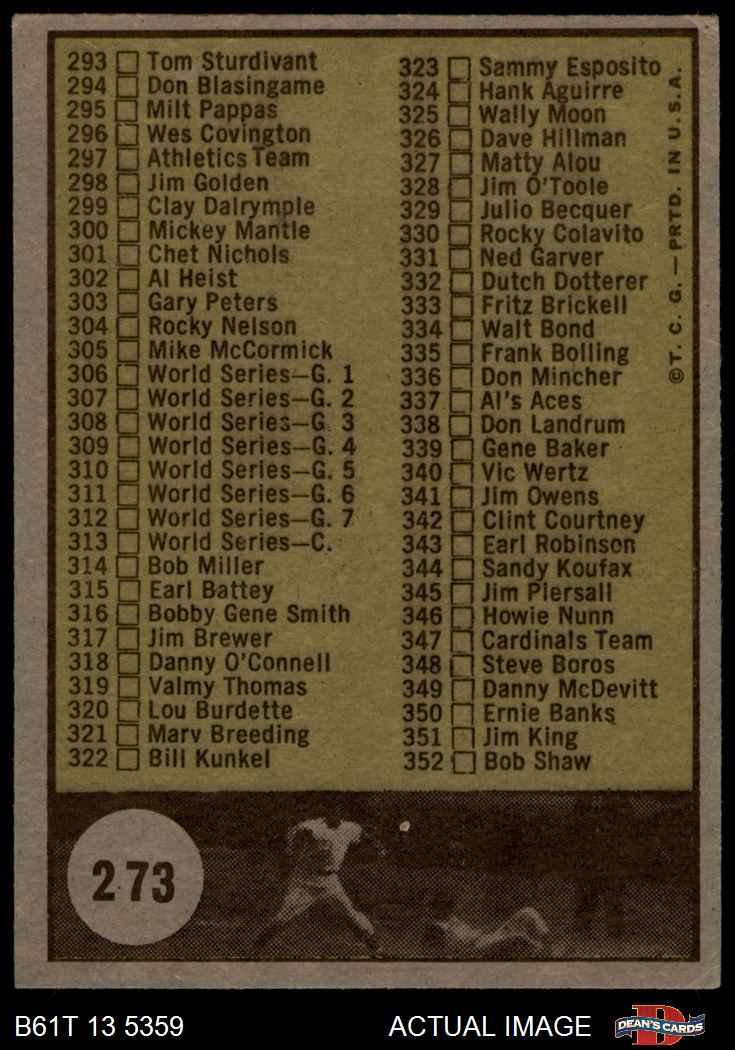 293 Tom Sturdivant
294 Don Blasingame
295 Milt Pappas
296 Wes Covington
297 Athletics Team
298 Jim Golden
299 Clay Dalrymple
300 Mickey Mantle
301 Chet Nichols
302 Al Heist
303 Gary Peters
304 Rocky Nelson
305 Mike McCormick
306 World Series—G. 1
307 World Series—G. 2
308 World Series—G. 3
309 World Series—G. 4
310 World Series—G. 5
311 World Series—G. 6
312 World Series—G. 7
313 World Series—C.
314 Bob Miller
315 Earl Battey
316 Bobby Gene Smith
317 Jim Brewer
318 Danny O'Connell
319 Valmy Thomas
320 Lou Burdette
321 Marv Breeding
322 Bill Kunkel
323 Sammy Esposito
324 Hank Aguirre
325 Wally Moon
326 Dave Hillman
327 Matty Alou
328 Jim O'Toole
329 Julio Becquer
330 Rocky Colavito
331 Ned Garver
332 Dutch Dotterer
333 Fritz Brickell
334 Walt Bond
335 Frank Bolling
336 Don Mincher
337 Al's Aces
338 Don Landrum
339 Gene Baker
340 Vic Wertz
341 Jim Owens
342 Clint Courtney
343 Earl Robinson
344 Sandy Koufax
345 Jim Piersall
346 Howie Nunn
347 Cardinals Team
348 Steve Boros
349 Danny McDevitt
350 Ernie Banks
351 Jim King
352 Bob Shaw
© T. C. G. — PRTD. IN U.S.A.
273
B61T 13 5359
ACTUAL IMAGE
D
DEAN'S CARDS